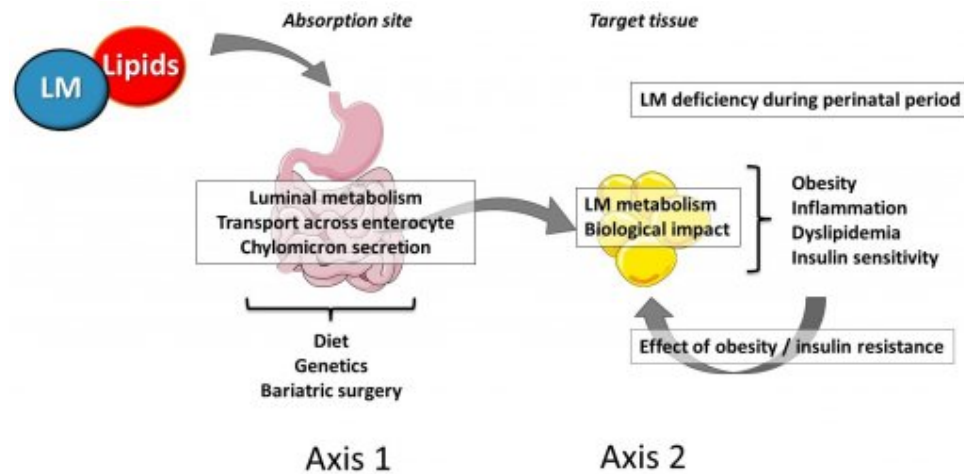 Absorption site
Target tissue
LM
Lipids
LM deficiency during perinatal period
Luminal metabolism
Transport across enterocyte
Chylomicron secretion
LM metabolism
Biological impact
Obesity
Inflammation
Dyslipidemia
Insulin sensitivity
Diet
Genetics
Bariatric surgery
Effect of obesity / insulin resistance
Axis 1
Axis 2